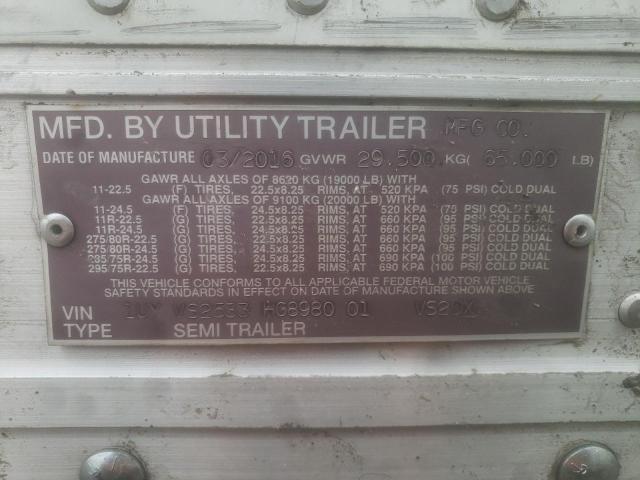 MFD. BY UTILITY TRAILER MFG CO.
DATE OF MANUFACTURE 03/2016 GVWR 29.500 KG( 65.000 LB)
GAWR ALL AXLES OF 8620 KG (19000 LB) WITH
11-22.5 (F) TIRES, 22.5x8.25 RIMS, AT 520 KPA (75 PSI) COLD DUAL
GAWR ALL AXLES OF 9100 KG (20000 LB) WITH
11-24.5 (F) TIRES, 24.5x8.25 RIMS, AT 520 KPA (75 PSI) COLD DUAL
11R-22.5 (G) TIRES, 22.5x8.25 RIMS, AT 660 KPA (95 PSI) COLD DUAL
11R-24.5 (G) TIRES, 24.5x8.25 RIMS, AT 660 KPA (95 PSI) COLD DUAL
275/80R-22.5 (G) TIRES, 22.5x8.25 RIMS, AT 660 KPA (95 PSI) COLD DUAL
275/80R-24.5 (G) TIRES, 24.5x8.25 RIMS, AT 660 KPA (95 PSI) COLD DUAL
285/75R-24.5 (G) TIRES, 24.5x8.25 RIMS, AT 690 KPA (100 PSI) COLD DUAL
295/75R-22.5 (G) TIRES, 22.5x8.25 RIMS, AT 690 KPA (100 PSI) COLD DUAL
THIS VEHICLE CONFORMS TO ALL APPLICABLE FEDERAL MOTOR VEHICLE
SAFETY STANDARDS IN EFFECT ON DATE OF MANUFACTURE SHOWN ABOVE
VIN 1UY VS2533 HG8980 01
TYPE SEMI TRAILER